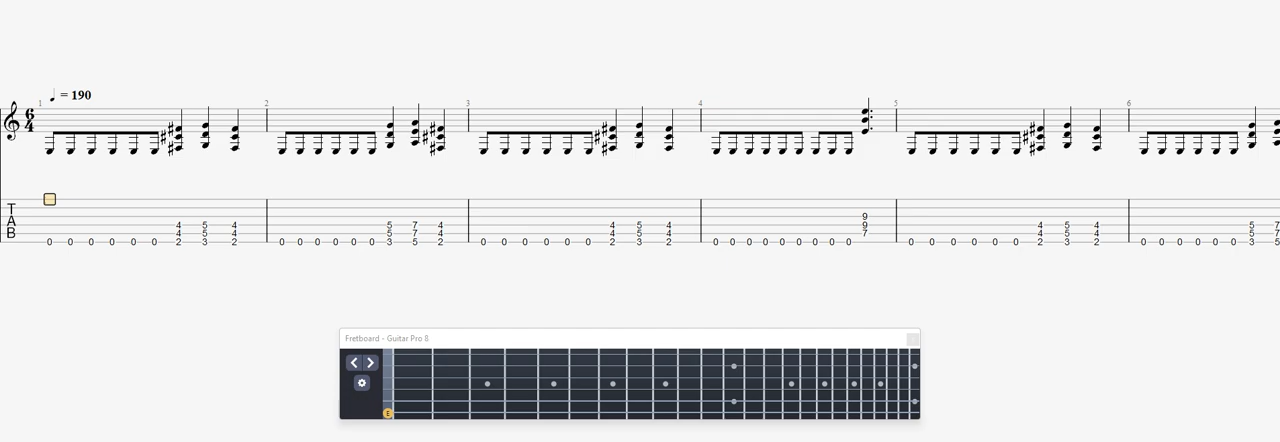 ♩ = 190
1 2 3 4 5 6
6
4
T
A 9
4 5 4 5 7 4 4 5 4 9 4 5 4 5 7
B 4 5 4 5 7 4 4 5 4 7 4 5 4 5 7
0 0 0 0 0 0 2 3 2 0 0 0 0 0 0 3 5 2 0 0 0 0 0 0 2 3 2 0 0 0 0 0 0 0 0 0 0 0 0 0 0 0 2 3 2 0 0 0 0 0 0 3 5
Fretboard - Guitar Pro 8
E